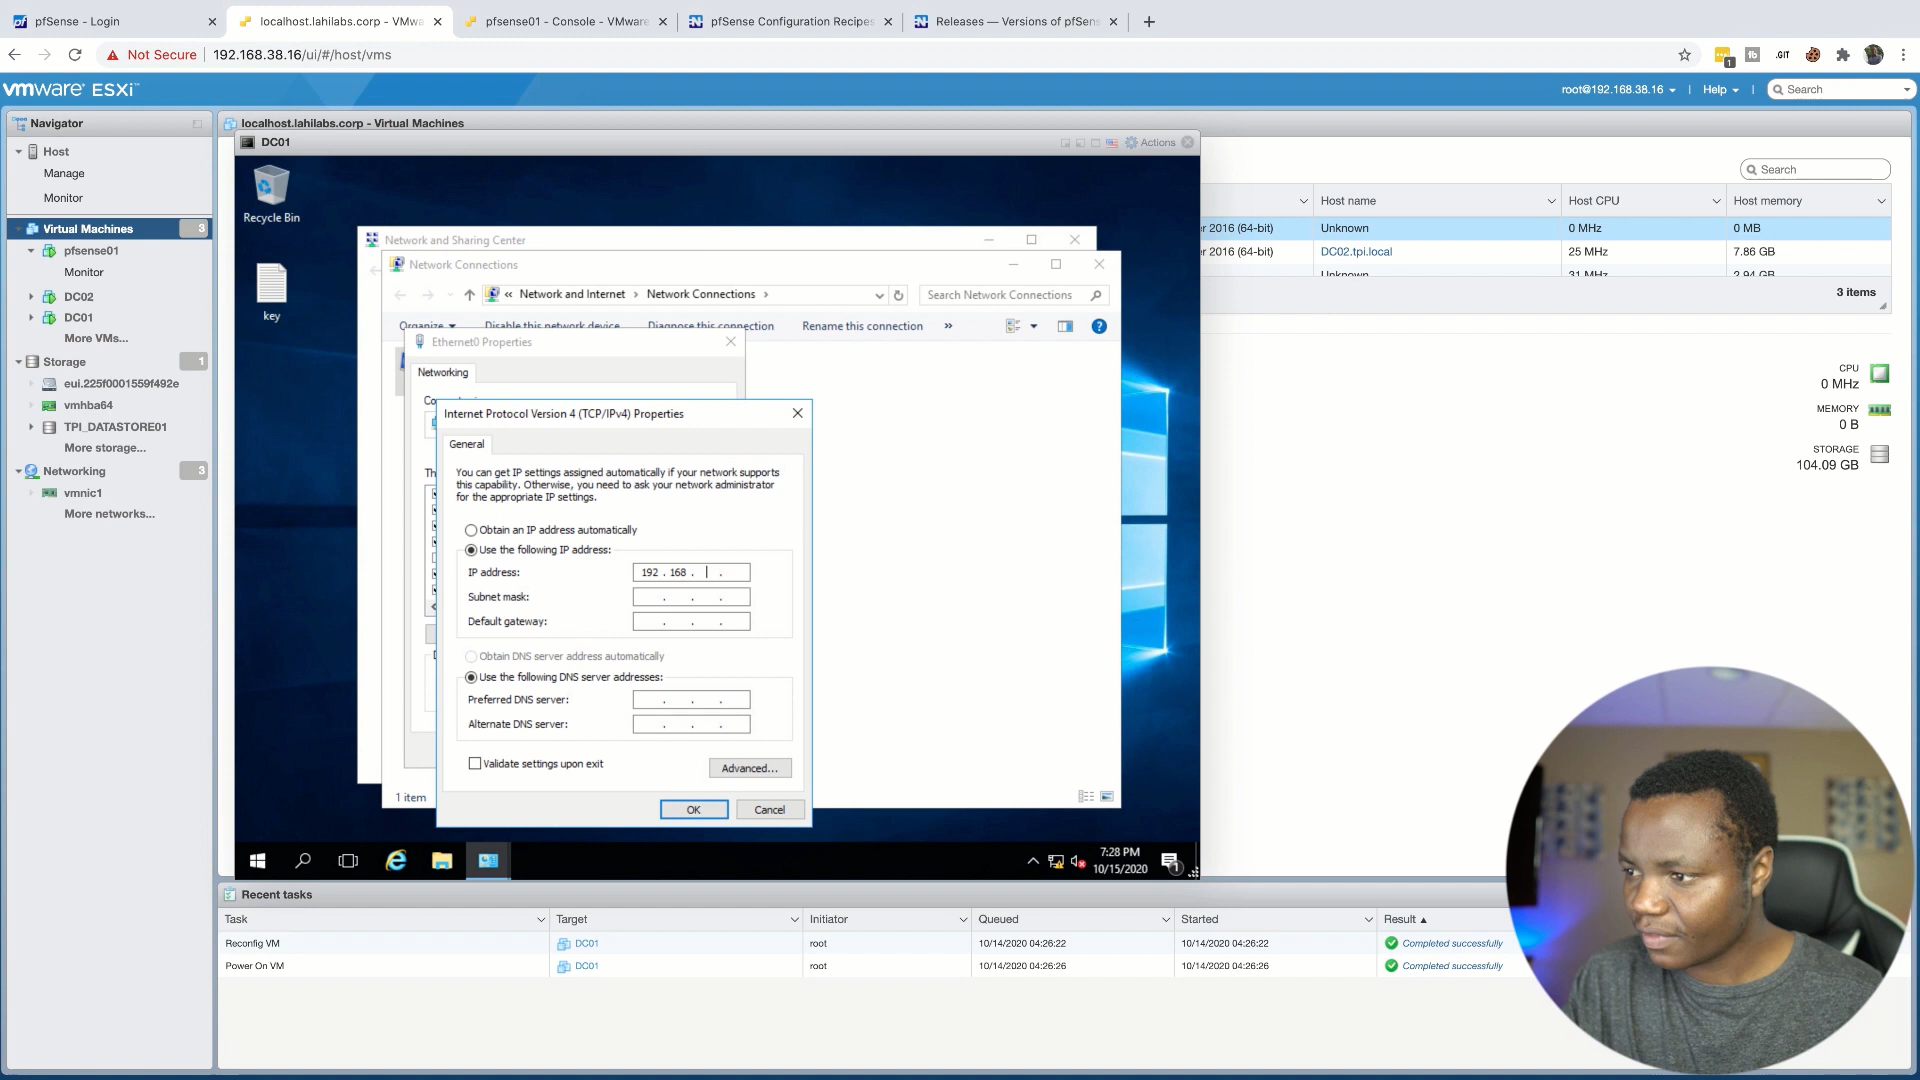 pfSense - Login
localhost.lahilabs.corp - VMwa
pfsense01 - Console - VMware
pfSense Configuration Recipes
Releases — Versions of pfSens
Not Secure
192.168.38.16/ui/#/host/vms
.GIT
1
vmware ESXi™
root@192.168.38.16
Help
Search
Navigator
localhost.lahilabs.corp - Virtual Machines
Host
Manage
Monitor
Virtual Machines
3
pfsense01
Monitor
DC02
DC01
More VMs...
Storage
1
eui.225f0001559f492e
vmhba64
TPI_DATASTORE01
More storage...
Networking
3
vmnic1
More networks...
DC01
Actions
Recycle Bin
key
Network and Sharing Center
Network Connections
« Network and Internet › Network Connections ›
Search Network Connections
Organize
Disable this network device
Diagnose this connection
Rename this connection
»
Ethernet0 Properties
Networking
Internet Protocol Version 4 (TCP/IPv4) Properties
General
You can get IP settings assigned automatically if your network supports
this capability. Otherwise, you need to ask your network administrator
for the appropriate IP settings.
Obtain an IP address automatically
Use the following IP address:
IP address:
192 . 168 . .
Subnet mask:
. . .
Default gateway:
. . .
Obtain DNS server address automatically
Use the following DNS server addresses:
Preferred DNS server:
. . .
Alternate DNS server:
. . .
Validate settings upon exit
Advanced...
OK
Cancel
1 item
7:28 PM
10/15/2020
1
Search
Host name
Host CPU
Host memory
r 2016 (64-bit)
Unknown
0 MHz
0 MB
r 2016 (64-bit)
DC02.tpi.local
25 MHz
7.86 GB
Unknown
31 MHz
2.94 GB
3 items
CPU
0 MHz
MEMORY
0 B
STORAGE
104.09 GB
Recent tasks
Task
Target
Initiator
Queued
Started
Result
Reconfig VM
DC01
root
10/14/2020 04:26:22
10/14/2020 04:26:22
Completed successfully
Power On VM
DC01
root
10/14/2020 04:26:26
10/14/2020 04:26:26
Completed successfully